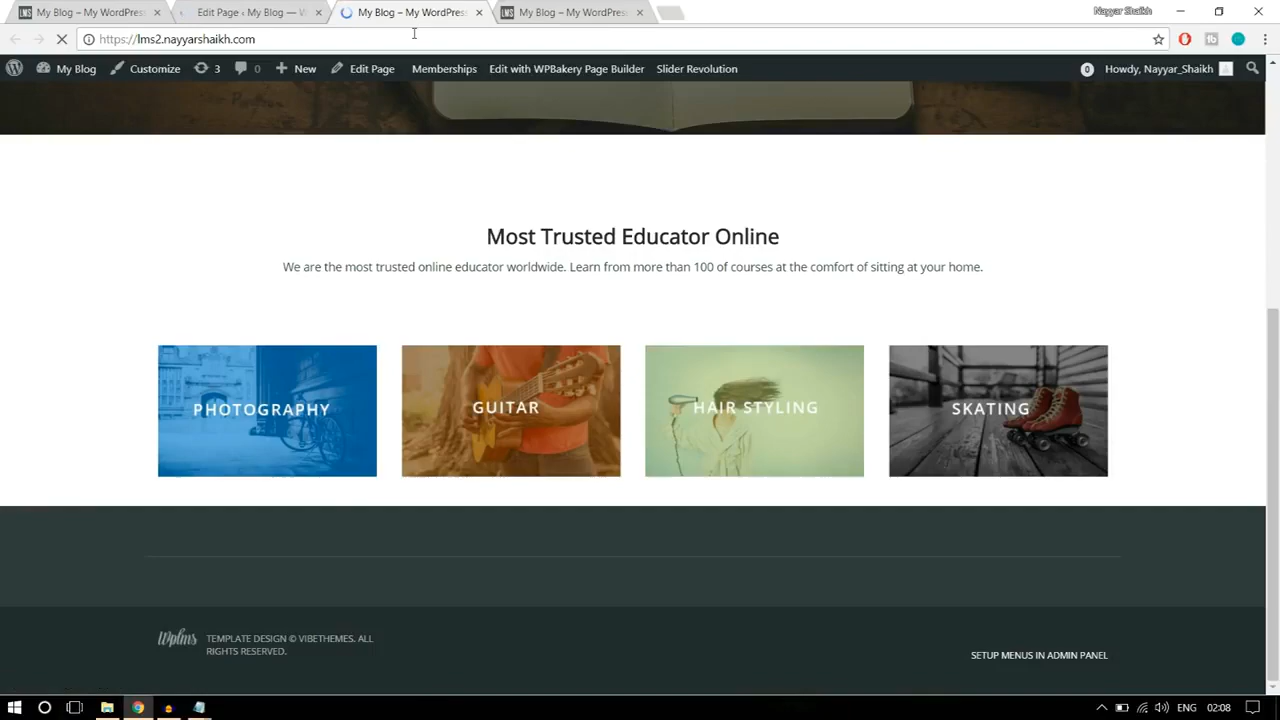 My Blog – My WordPress
Edit Page ‹ My Blog — W
My Blog – My WordPress
My Blog – My WordPress
Nayyar Shaikh
https://lms2.nayyarshaikh.com
My Blog
Customize
3
0
New
Edit Page
Memberships
Edit with WPBakery Page Builder
Slider Revolution
0
Howdy, Nayyar_Shaikh
Most Trusted Educator Online
We are the most trusted online educator worldwide. Learn from more than 100 of courses at the comfort of sitting at your home.
PHOTOGRAPHY
GUITAR
HAIR STYLING
SKATING
Wplms
TEMPLATE DESIGN © VIBETHEMES. ALL
RIGHTS RESERVED.
SETUP MENUS IN ADMIN PANEL
ENG
02:08